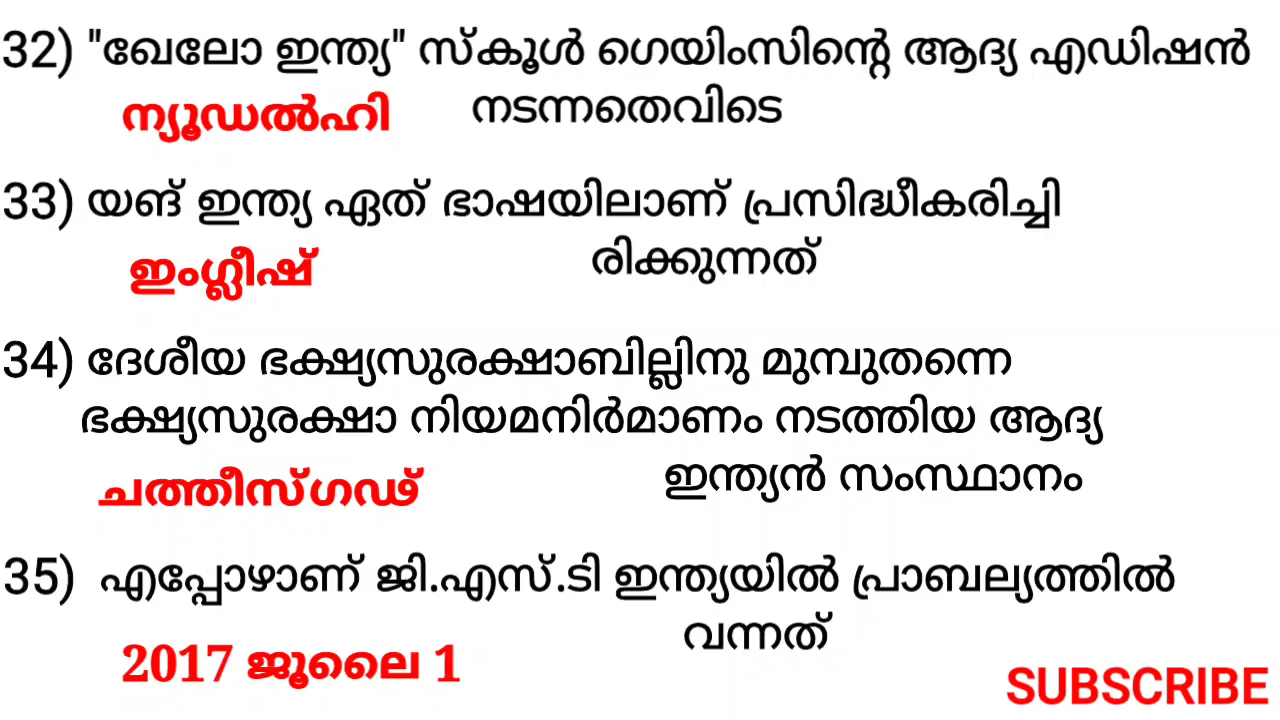 32) "ഖേലോ ഇന്ത്യ" സ്കൂൾ ഗെയിംസിന്റെ ആദ്യ എഡിഷൻ
നടന്നതെവിടെ
ന്യൂഡൽഹി
33) യങ് ഇന്ത്യ ഏത് ഭാഷയിലാണ് പ്രസിദ്ധീകരിച്ചി
രിക്കുന്നത്
ഇംഗ്ലീഷ്
34) ദേശീയ ഭക്ഷ്യസുരക്ഷാബില്ലിനു മുമ്പുതന്നെ
ഭക്ഷ്യസുരക്ഷാ നിയമനിർമാണം നടത്തിയ ആദ്യ
ഇന്ത്യൻ സംസ്ഥാനം
ചത്തീസ്ഗഢ്
35) എപ്പോഴാണ് ജി.എസ്.ടി ഇന്ത്യയിൽ പ്രാബല്യത്തിൽ
വന്നത്
2017 ജൂലൈ 1
SUBSCRIBE